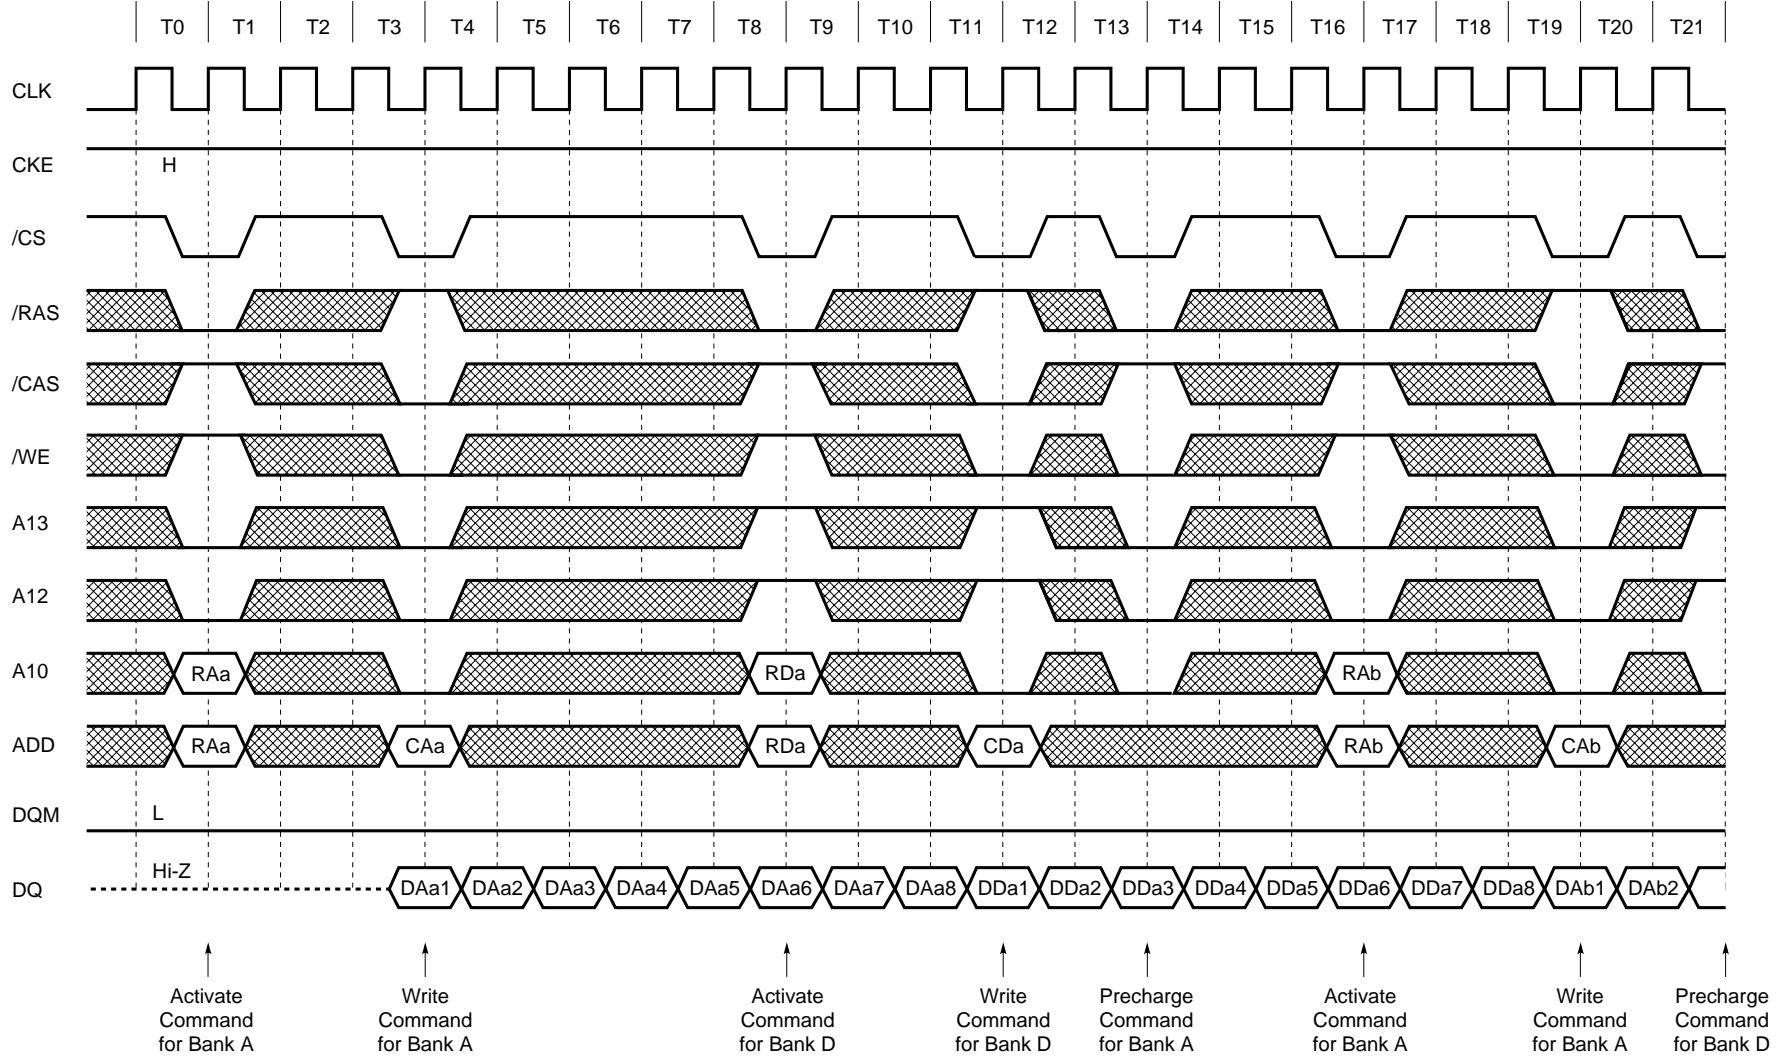 T0 T1 T2 T3 T4 T5 T6 T7 T8 T9 T10 T11 T12 T13 T14 T15 T16 T17 T18 T19 T20 T21
CLK
CKE H
/CS
/RAS
/CAS
/WE
A13
A12
A10 RAa RDa RAb
ADD RAa CAa RDa CDa RAb CAb
DQM L
Hi-Z
DQ DAa1 DAa2 DAa3 DAa4 DAa5 DAa6 DAa7 DAa8 DDa1 DDa2 DDa3 DDa4 DDa5 DDa6 DDa7 DDa8 DAb1 DAb2
Activate
Command
for Bank A
Write
Command
for Bank A
Activate
Command
for Bank D
Write
Command
for Bank D
Precharge
Command
for Bank A
Activate
Command
for Bank A
Write
Command
for Bank A
Precharge
Command
for Bank D